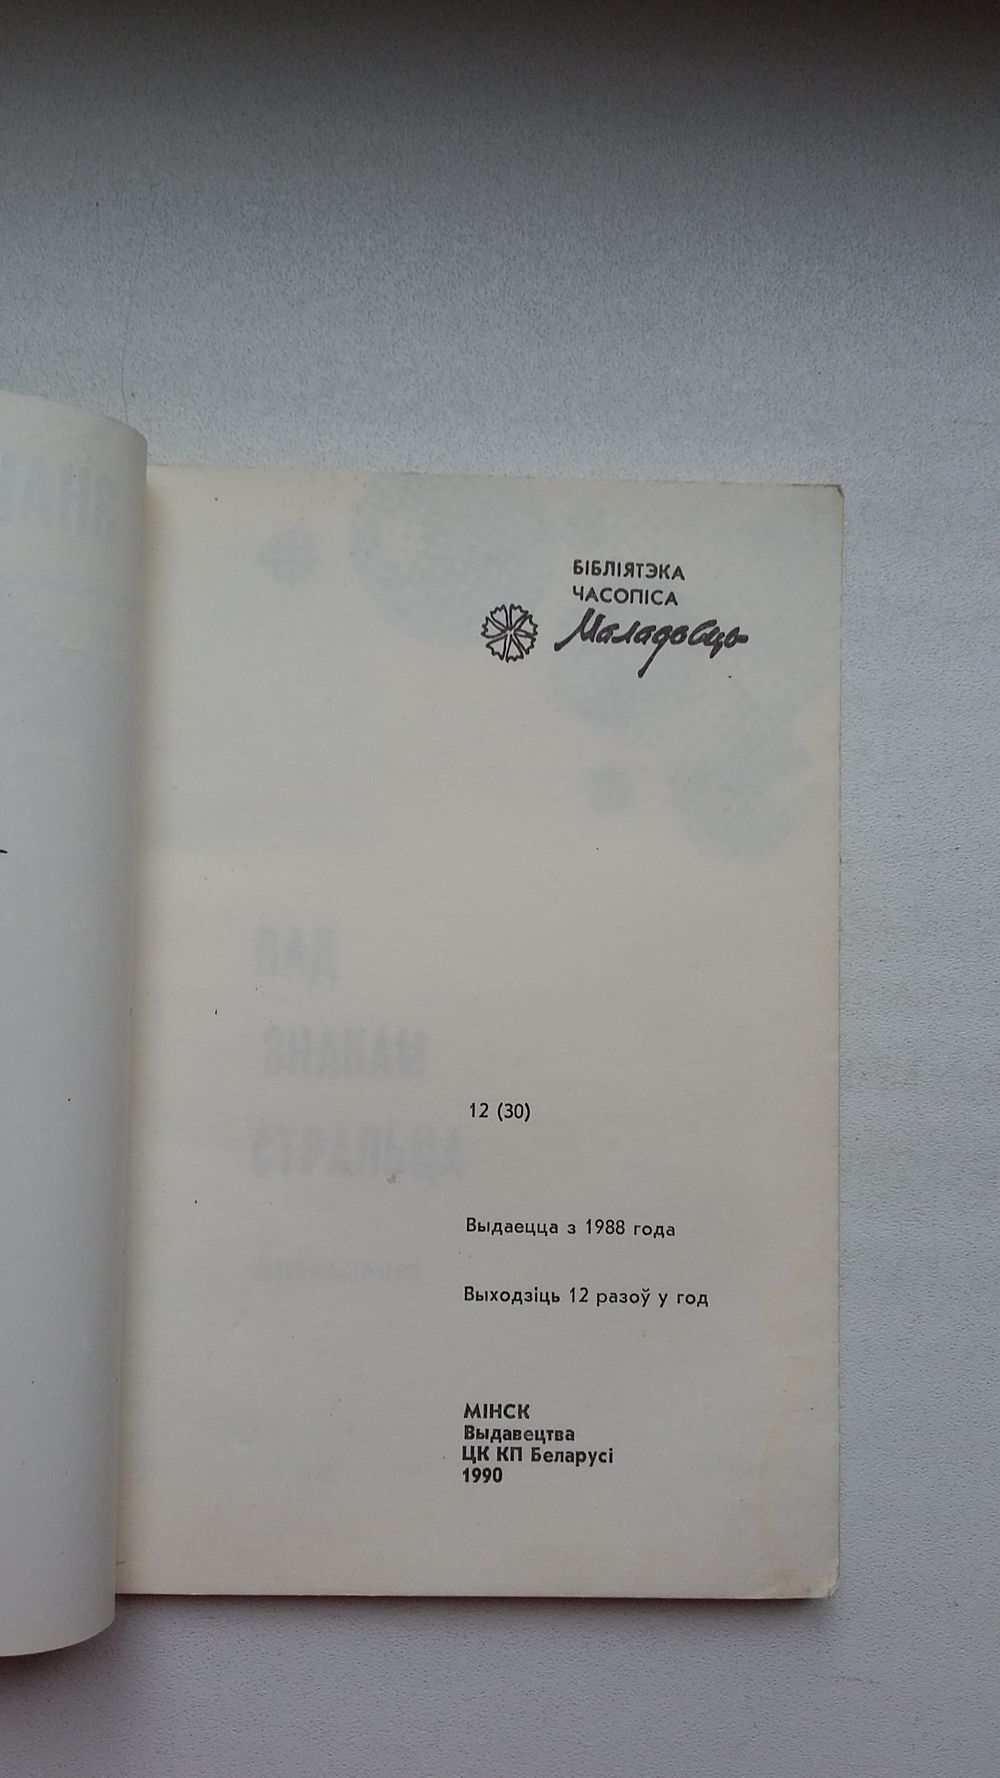 БІБЛІЯТЭКА
ЧАСОПІСА
Маладосць
12 (30)
Выдаецца з 1988 года
Выходзіць 12 разоў у год
МІНСК
Выдавецтва
ЦК КП Беларусі
1990